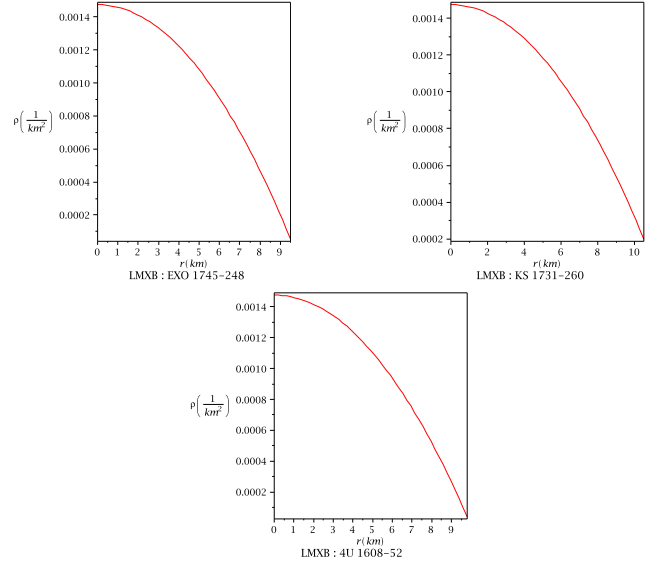 0.0014
0.0012
0.0010
0.0008
0.0006
0.0004
0.0002
ρ(1/km²)
0 1 2 3 4 5 6 7 8 9
r(km)
LMXB : EXO 1745–248
0.0014
0.0012
0.0010
0.0008
0.0006
0.0004
0.0002
ρ(1/km²)
0 2 4 6 8 10
r(km)
LMXB : KS 1731–260
0.0014
0.0012
0.0010
0.0008
0.0006
0.0004
0.0002
ρ(1/km²)
0 1 2 3 4 5 6 7 8 9
r(km)
LMXB : 4U 1608–52